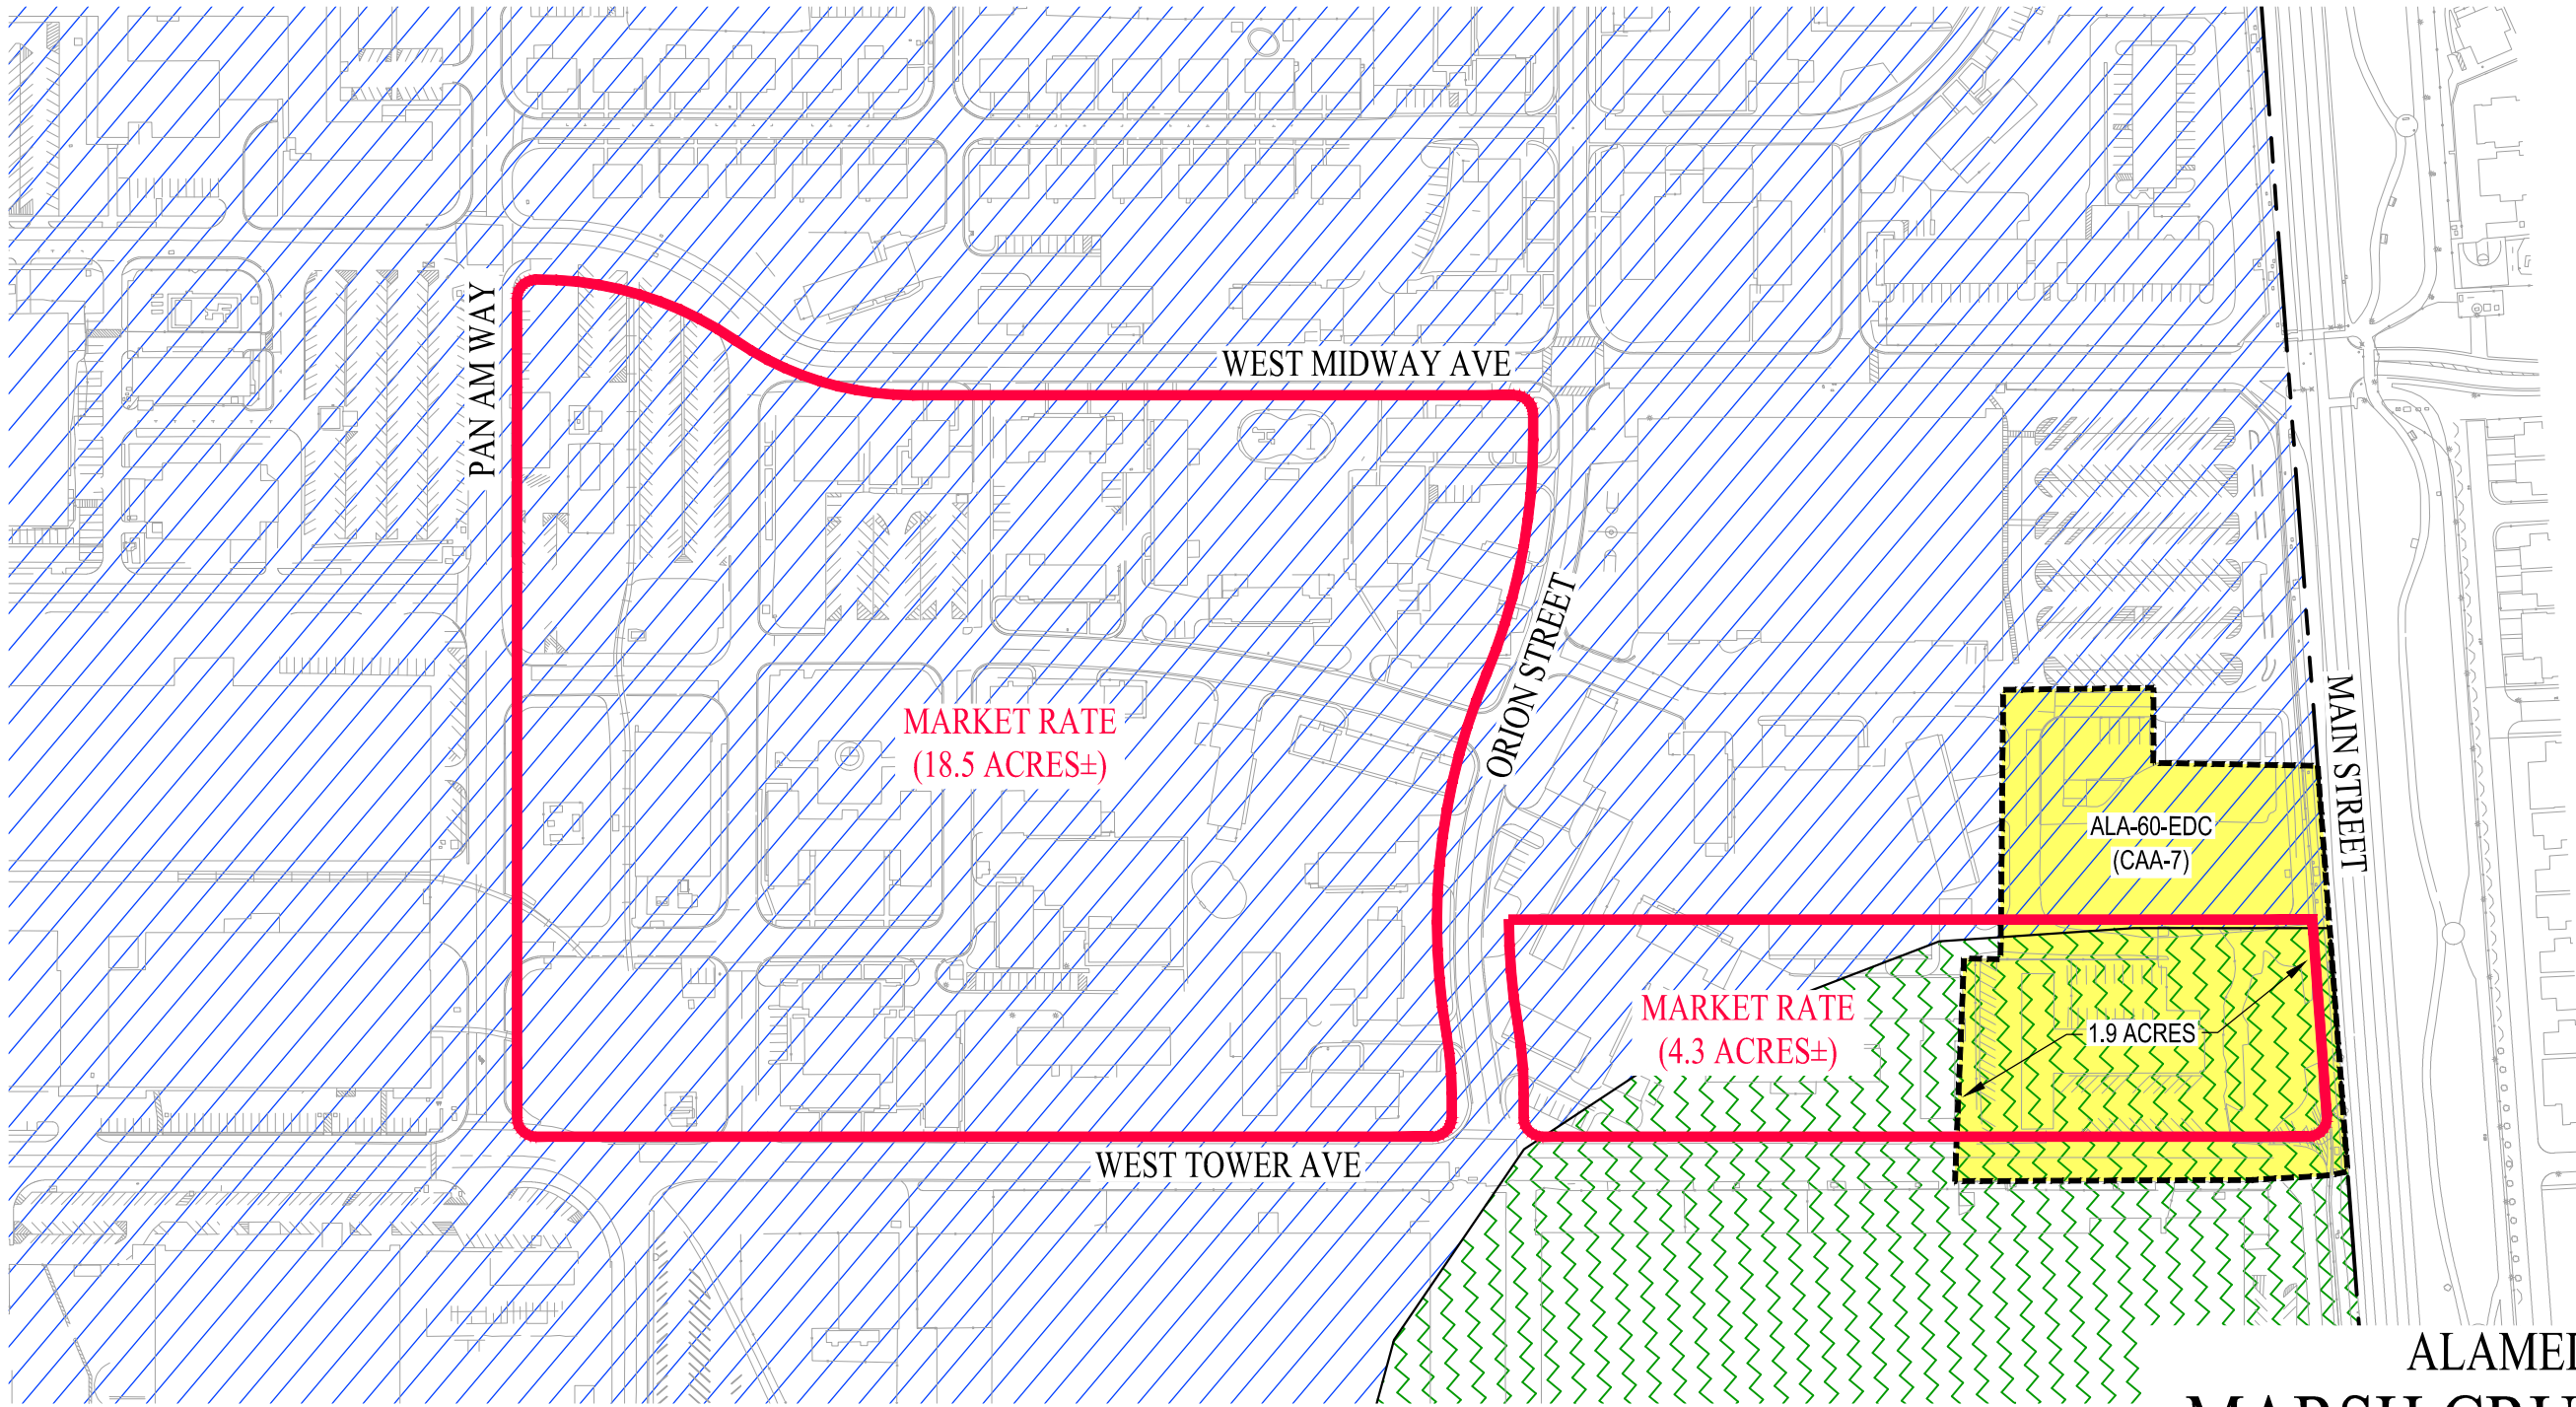 PAN AM WAY
WEST MIDWAY AVE
ORION STREET
MAIN STREET
MARKET RATE
(18.5 ACRES±)
ALA-60-EDC
(CAA-7)
MARKET RATE
(4.3 ACRES±)
1.9 ACRES
WEST TOWER AVE